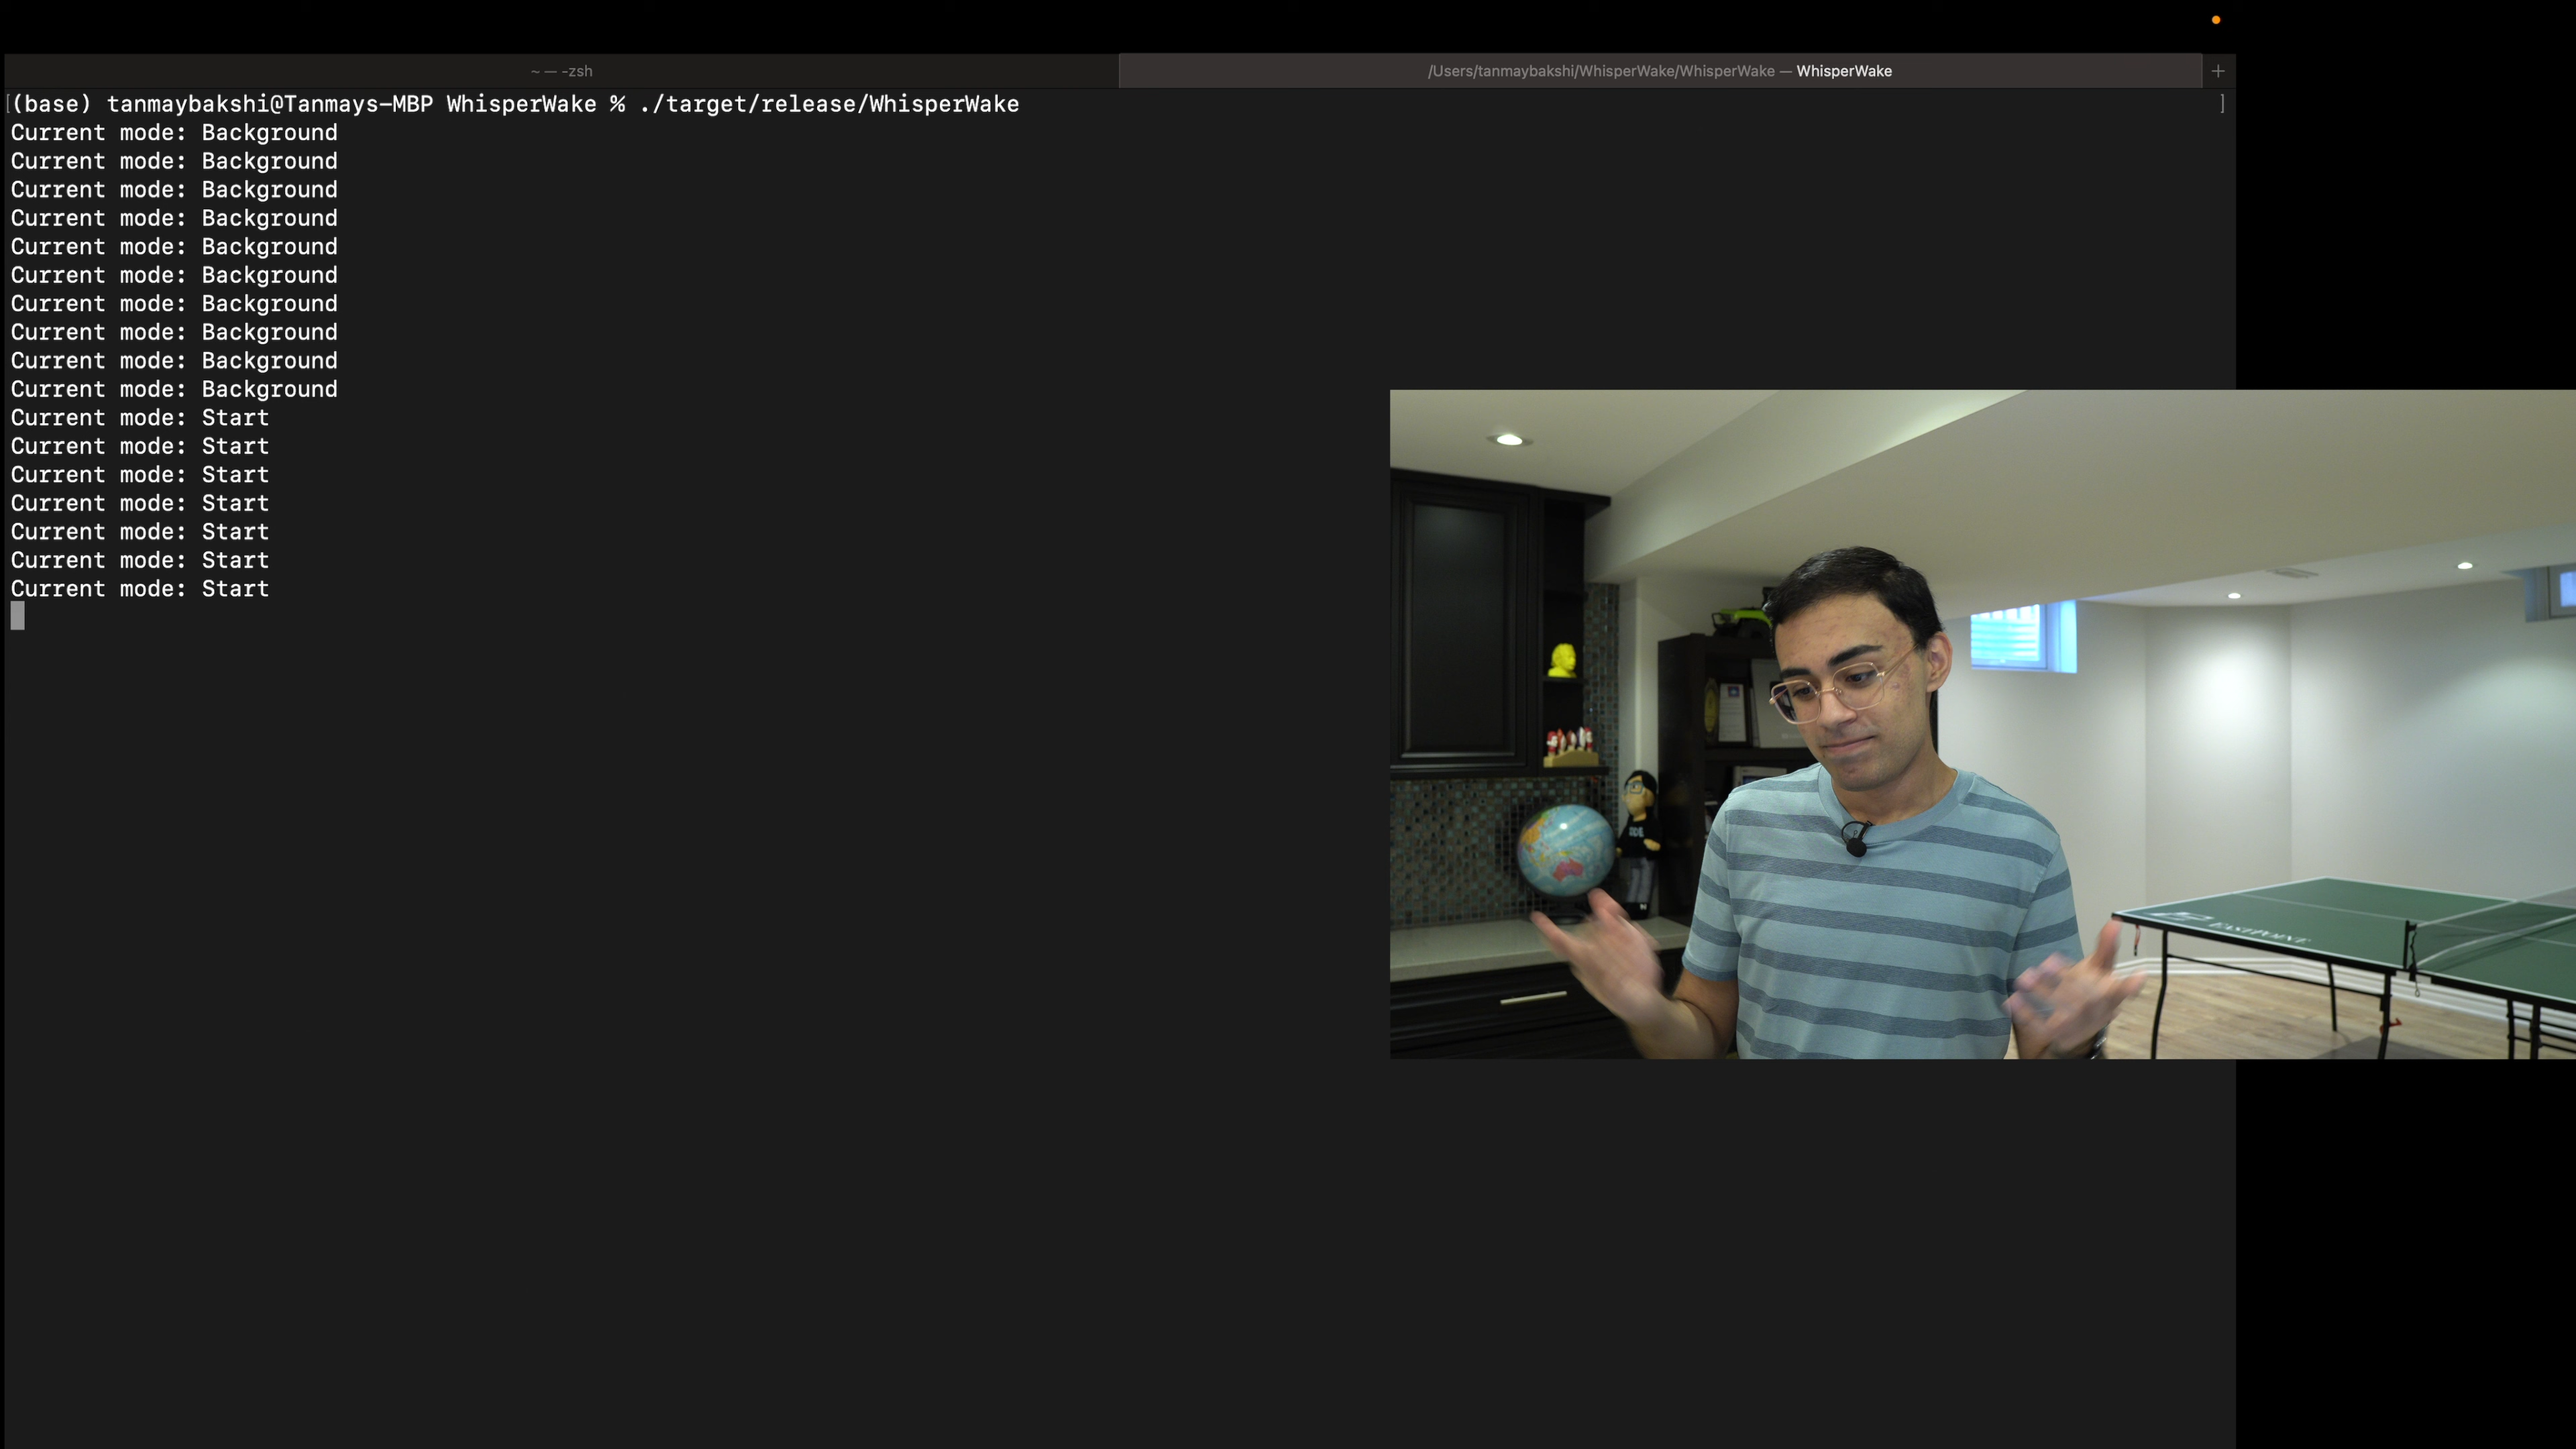 ~ — -zsh
/Users/tanmaybakshi/WhisperWake/WhisperWake — WhisperWake
[(base) tanmaybakshi@Tanmays-MBP WhisperWake % ./target/release/WhisperWake ]
Current mode: Background
Current mode: Background
Current mode: Background
Current mode: Background
Current mode: Background
Current mode: Background
Current mode: Background
Current mode: Background
Current mode: Background
Current mode: Background
Current mode: Start
Current mode: Start
Current mode: Start
Current mode: Start
Current mode: Start
Current mode: Start
Current mode: Start
EASTPOINT